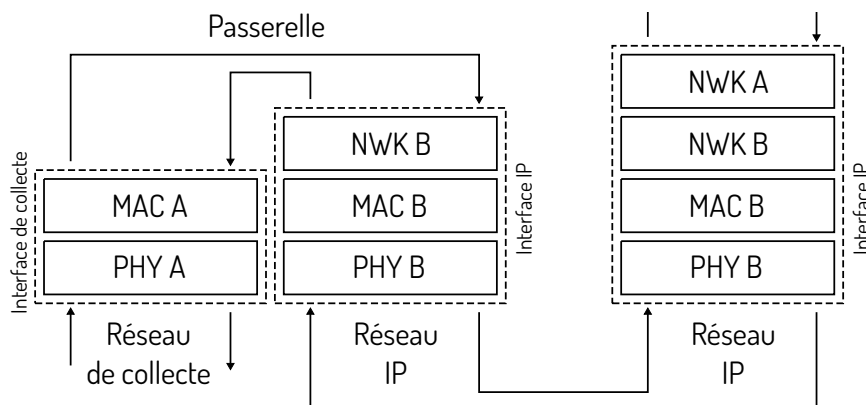 Passerelle
Interface de collecte
MAC A
PHY A
Réseau
de collecte
NWK B
MAC B
PHY B
Interface IP
Réseau
IP
NWK A
NWK B
MAC B
PHY B
Interface IP
Réseau
IP